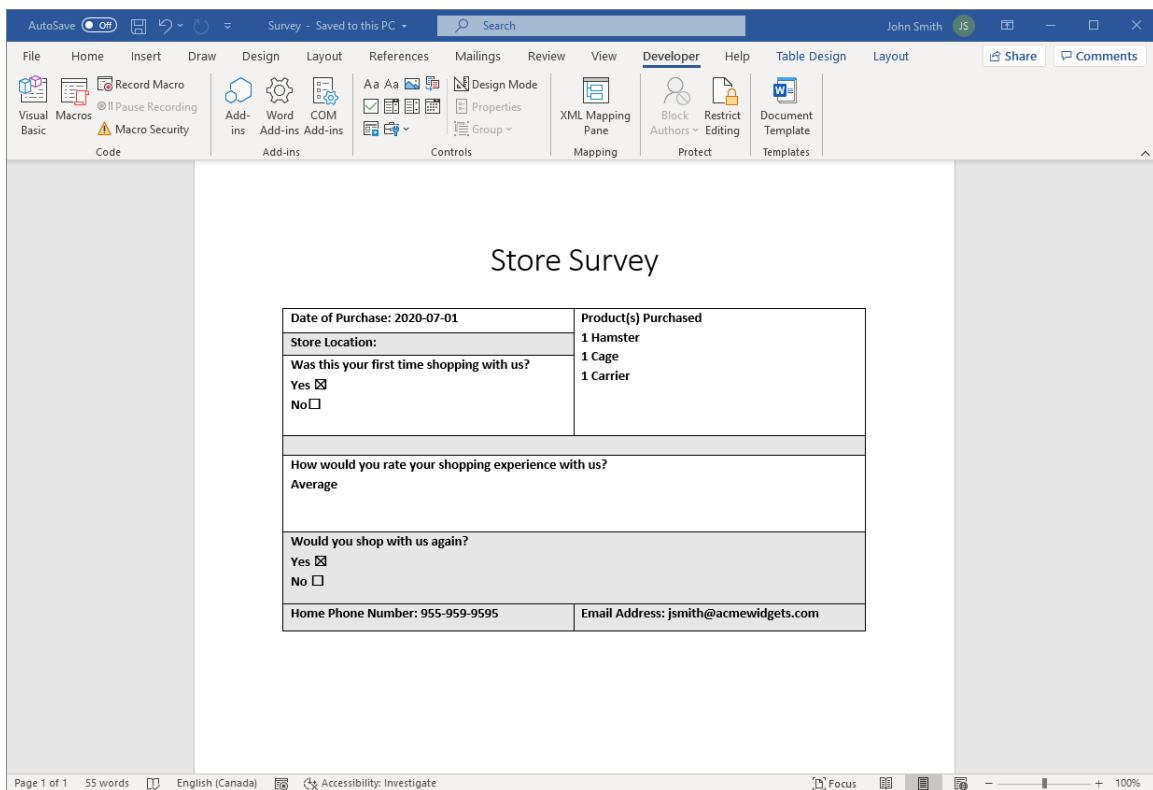 AutoSave Off Survey - Saved to this PC Search John Smith JS
File Home Insert Draw Design Layout References Mailings Review View Developer Help Table Design Layout Share Comments
Visual Basic
Macros
Record Macro
Pause Recording
Macro Security
Code
Add-ins
Word Add-ins
COM Add-ins
Add-ins
Aa Aa
Design Mode
Properties
Group
Controls
XML Mapping Pane
Mapping
Block Authors
Restrict Editing
Protect
Document Template
Templates
Store Survey
Date of Purchase: 2020-07-01
Store Location:
Was this your first time shopping with us?
Yes ☒
No☐
Product(s) Purchased
1 Hamster
1 Cage
1 Carrier
How would you rate your shopping experience with us?
Average
Would you shop with us again?
Yes ☒
No ☐
Home Phone Number: 955-959-9595
Email Address: jsmith@acmewidgets.com
Page 1 of 1 55 words English (Canada) Accessibility: Investigate Focus 100%